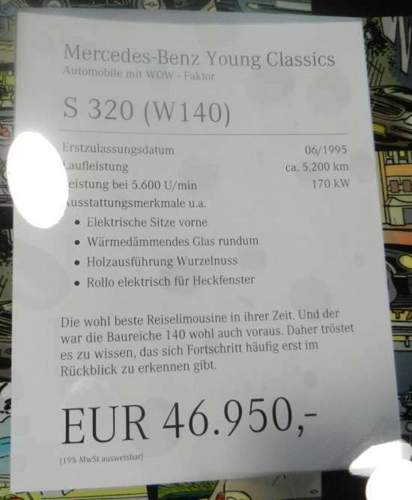 Mercedes-Benz Young Classics
Automobile mit WOW - Faktor
S 320 (W140)
Erstzulassungsdatum 06/1995
Laufleistung ca. 5.200 km
Leistung bei 5.600 U/min 170 kW
Ausstattungsmerkmale u.a.
• Elektrische Sitze vorne
• Wärmedämmendes Glas rundum
• Holzausführung Wurzelnuss
• Rollo elektrisch für Heckfenster
Die wohl beste Reiselimousine in ihrer Zeit. Und der
war die Baureihe 140 wohl auch voraus. Daher tröstet
es zu wissen, das sich Fortschritt häufig erst im
Rückblick zu erkennen gibt.
EUR 46.950,-
(19% MwSt ausweisbar)